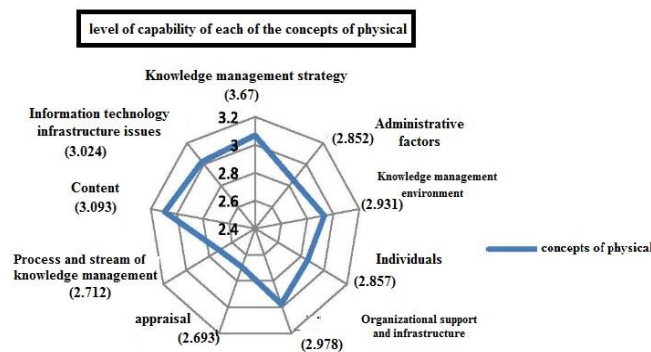 level of capability of each of the concepts of physical
Knowledge management strategy
(3.67)
Information technology
infrastructure issues
(3.024)
3.2
3
2.8
2.6
2.4
(2.852)
Administrative
factors
Content
(3.093)
Knowledge management
environment
(2.931)
concepts of physical
Process and stream of
knowledge management
(2.712)
Individuals
(2.857)
appraisal
(2.693)
Organizational support
and infrastructure
(2.978)